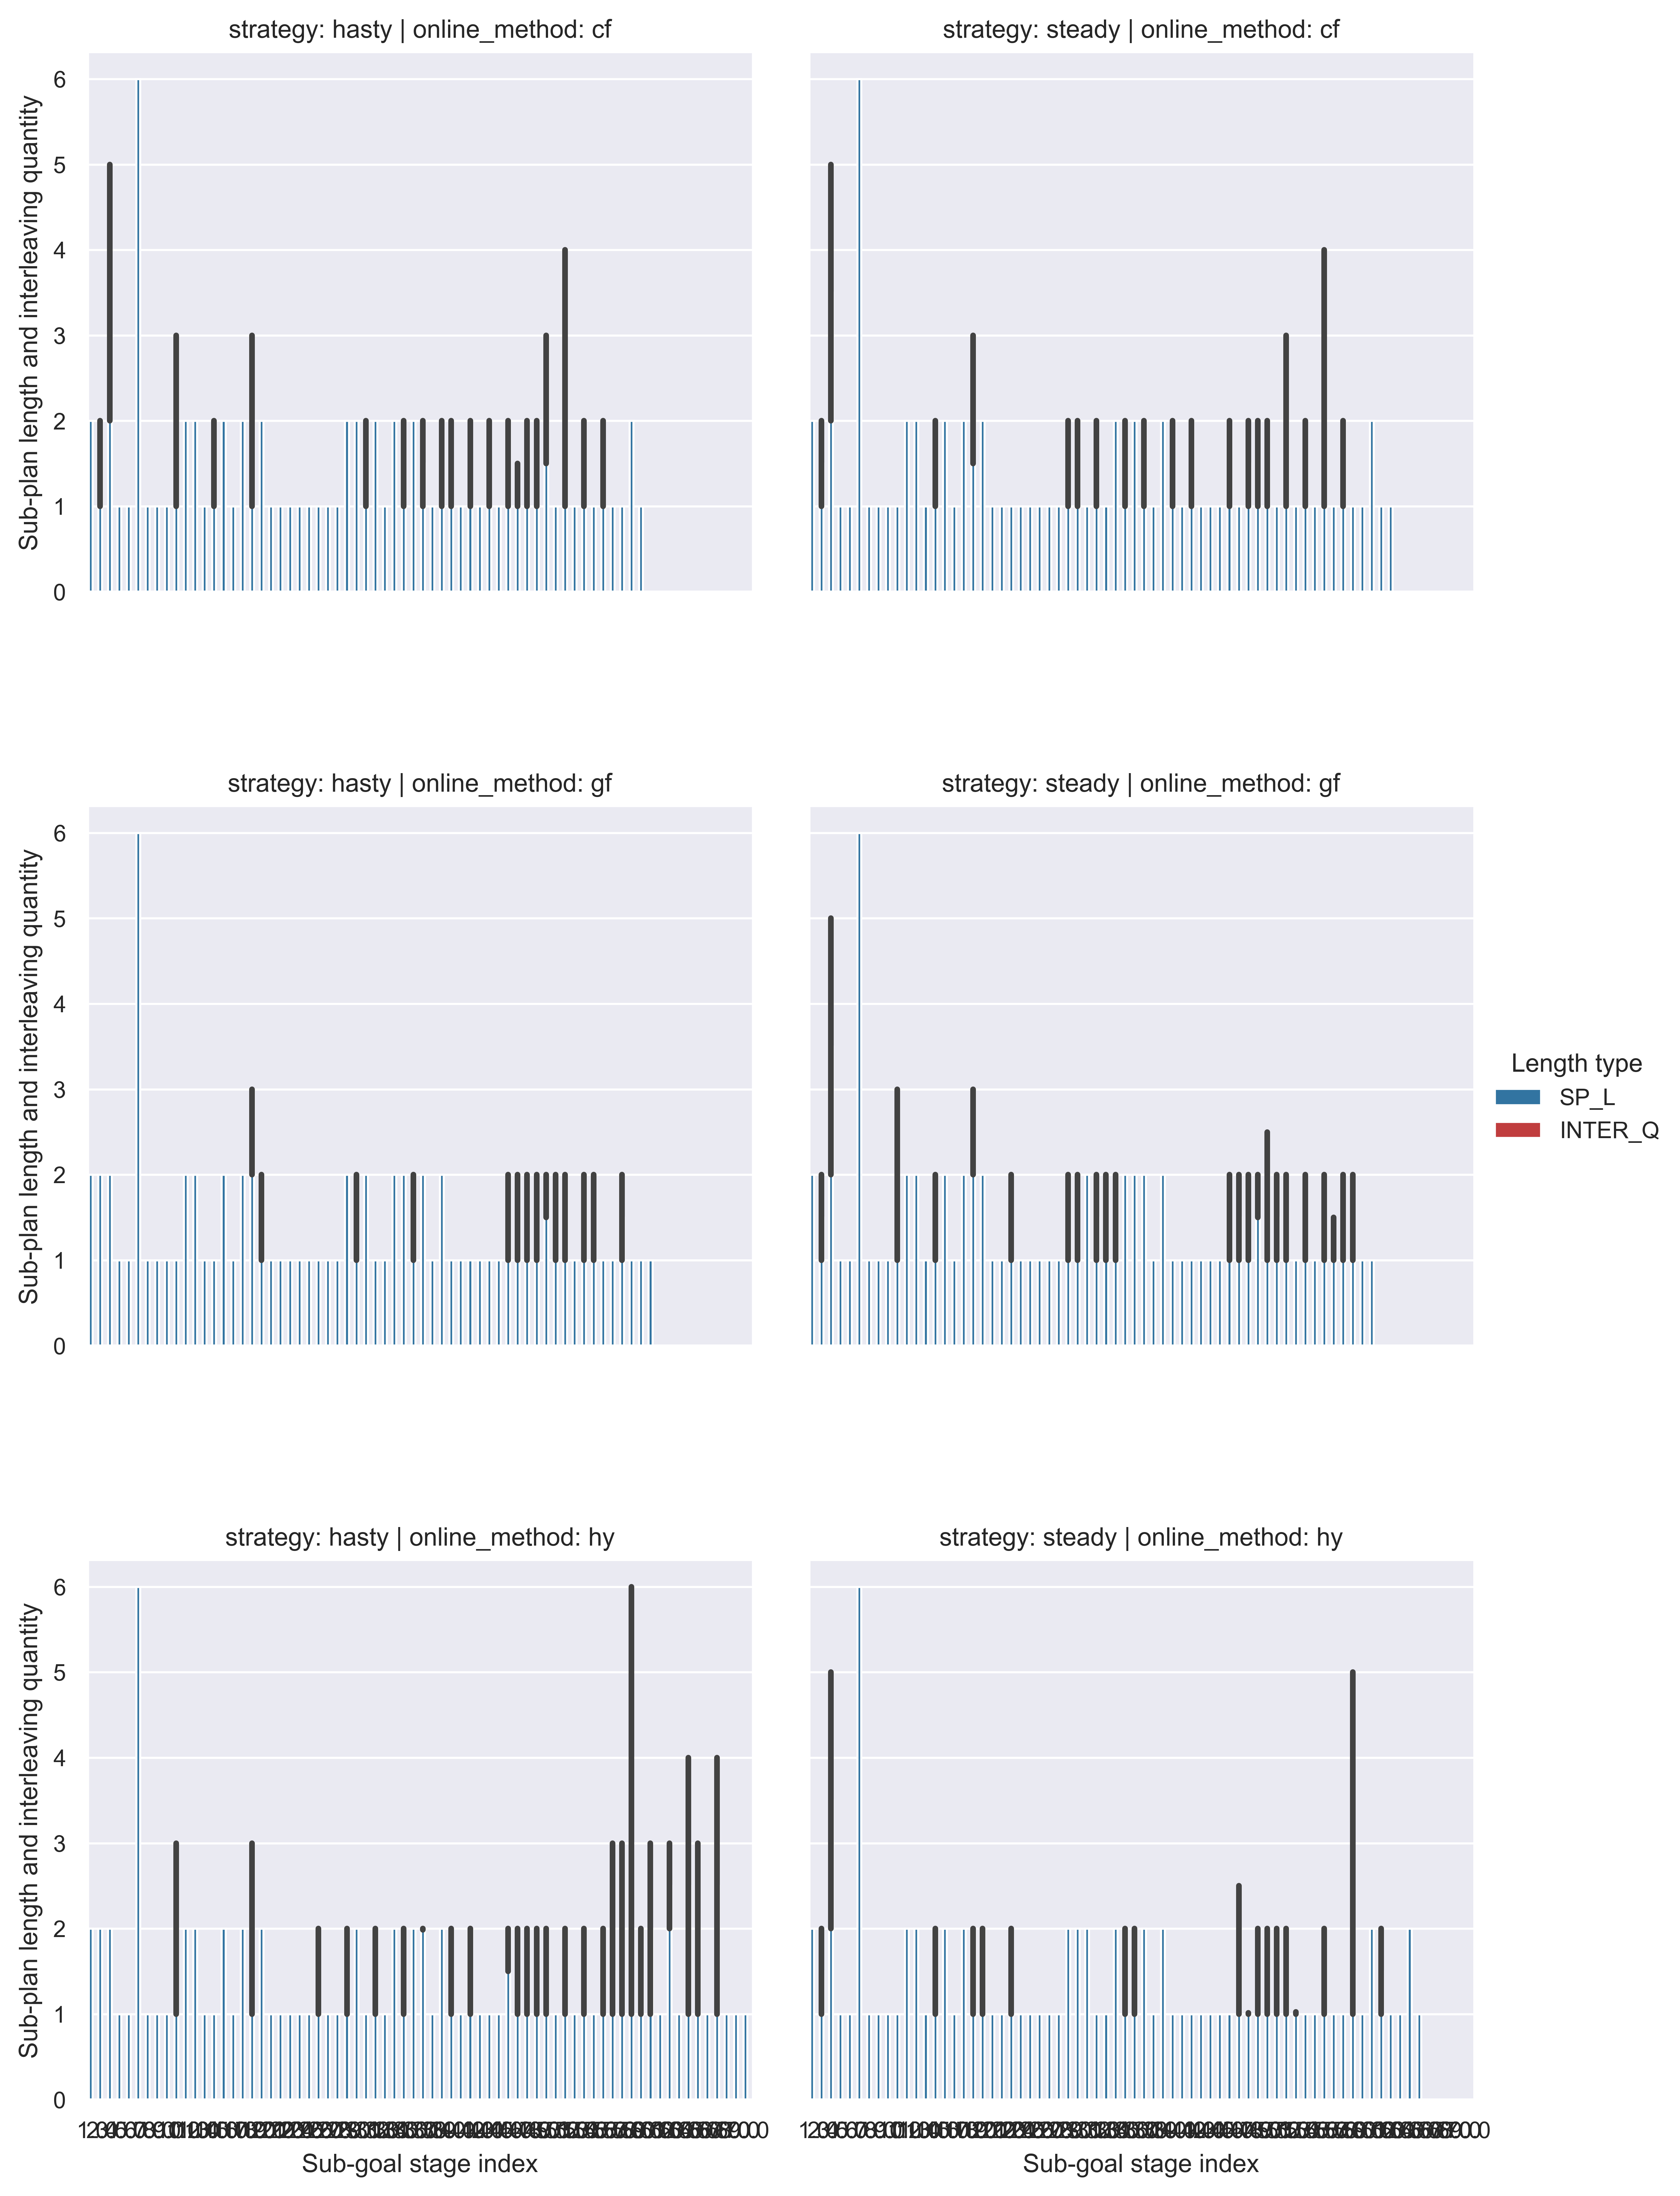 strategy: hasty | online_method: cf
strategy: steady | online_method: cf
Sub-plan length and interleaving quantity
6
5
4
3
2
1
0
strategy: hasty | online_method: gf
strategy: steady | online_method: gf
Sub-plan length and interleaving quantity
6
5
4
3
2
1
0
Length type
SP_L
INTER_Q
strategy: hasty | online_method: hy
strategy: steady | online_method: hy
Sub-plan length and interleaving quantity
6
5
4
3
2
1
0
Sub-goal stage index
Sub-goal stage index